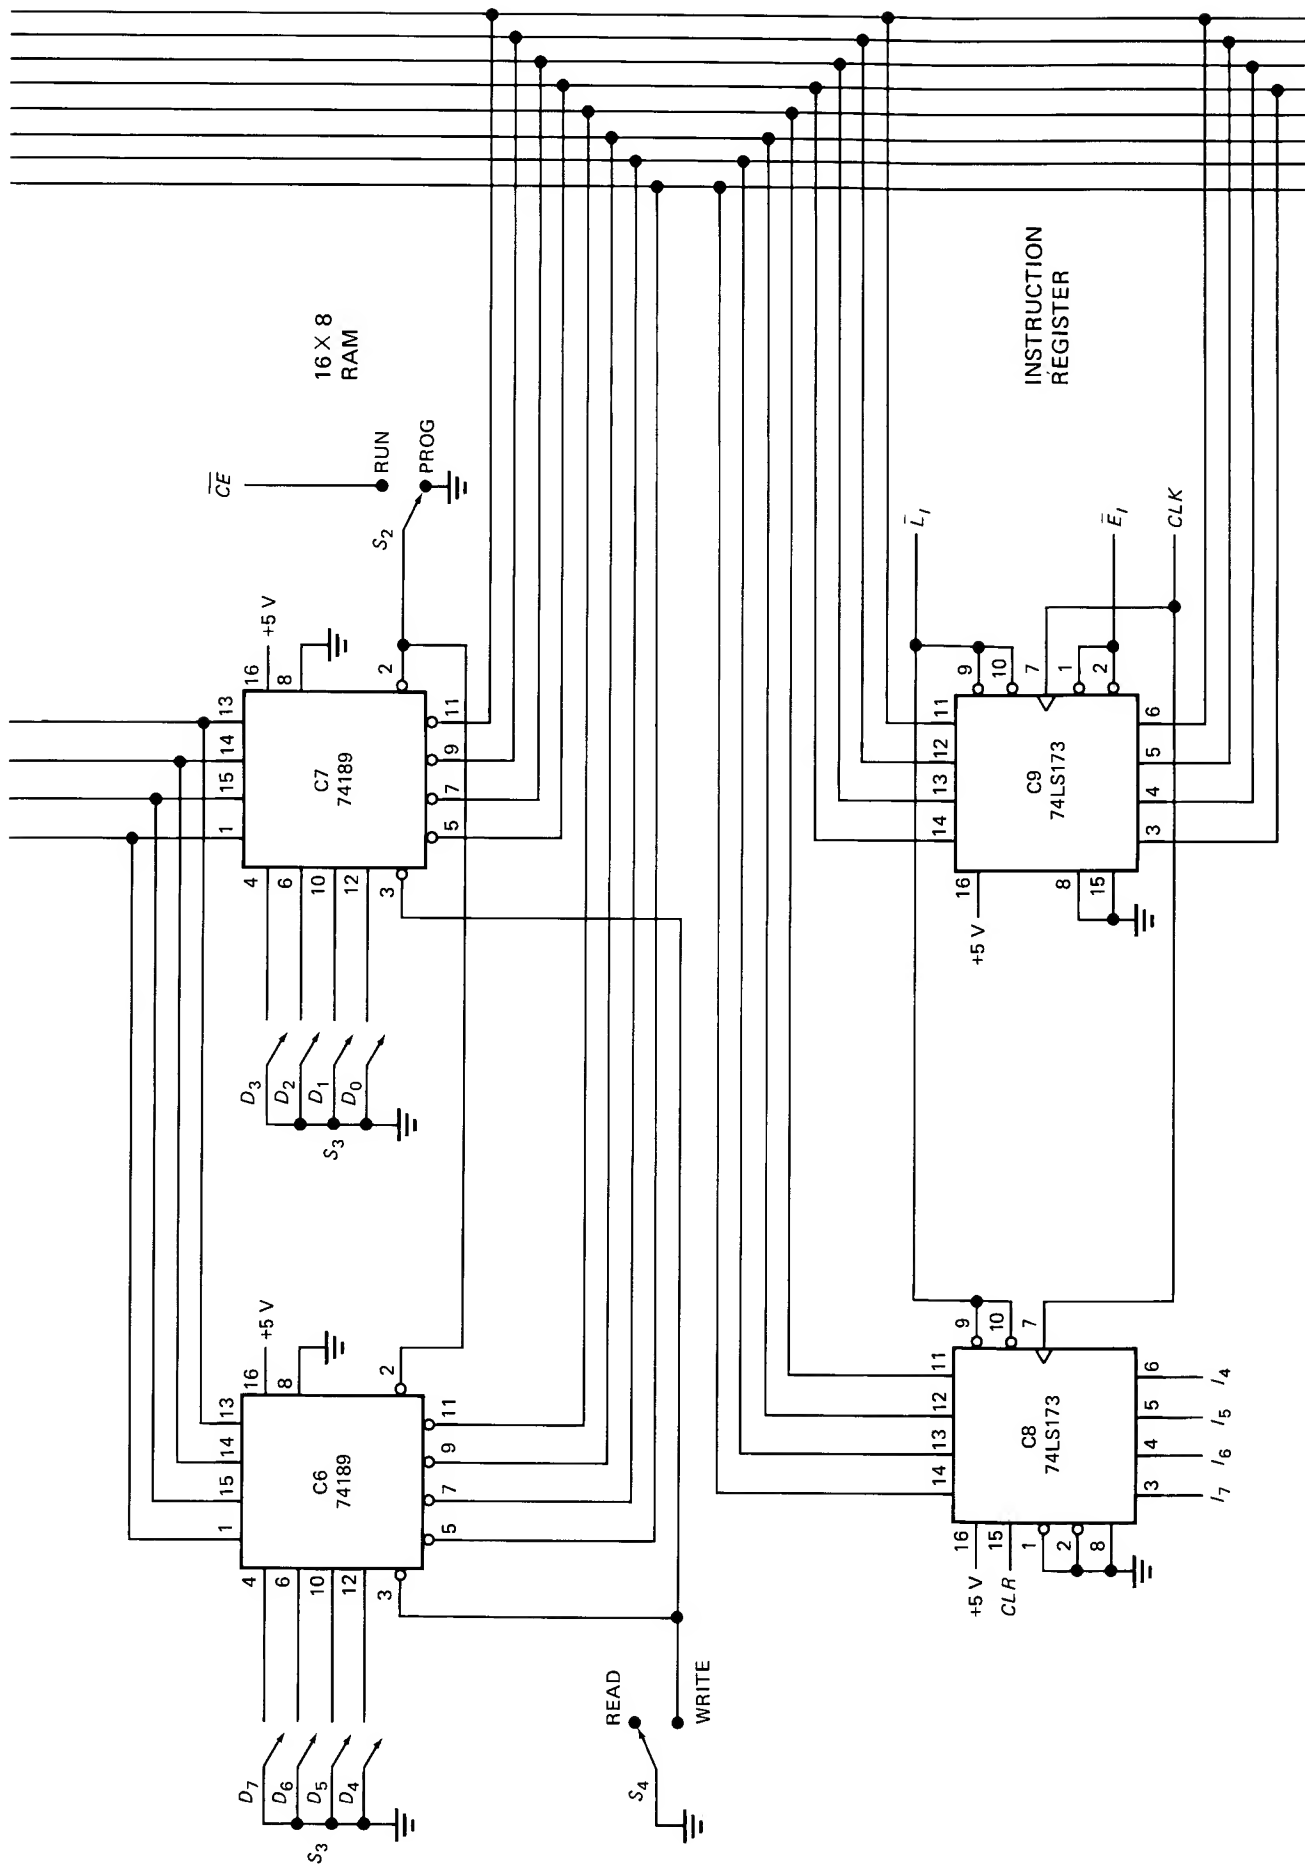 16 X 8
RAM
C̅E̅
RUN
PROG
S2
+5 V
16
8
13
14
15
1
C7
74189
2
11
9
7
5
4
6
10
12
3
D3
D2
D1
D0
S3
+5 V
16
8
13
14
15
1
C6
74189
2
11
9
7
5
4
6
10
12
3
D7
D6
D5
D4
S3
READ
WRITE
S4
INSTRUCTION
REGISTER
L̅I
E̅I
CLK
9
10
7
1
2
11
12
13
14
C9
74LS173
6
5
4
3
16
+5 V
8
15
9
10
7
11
12
13
14
C8
74LS173
6
5
4
3
I4
I5
I6
I7
16
15
1
2
8
+5 V
CLR